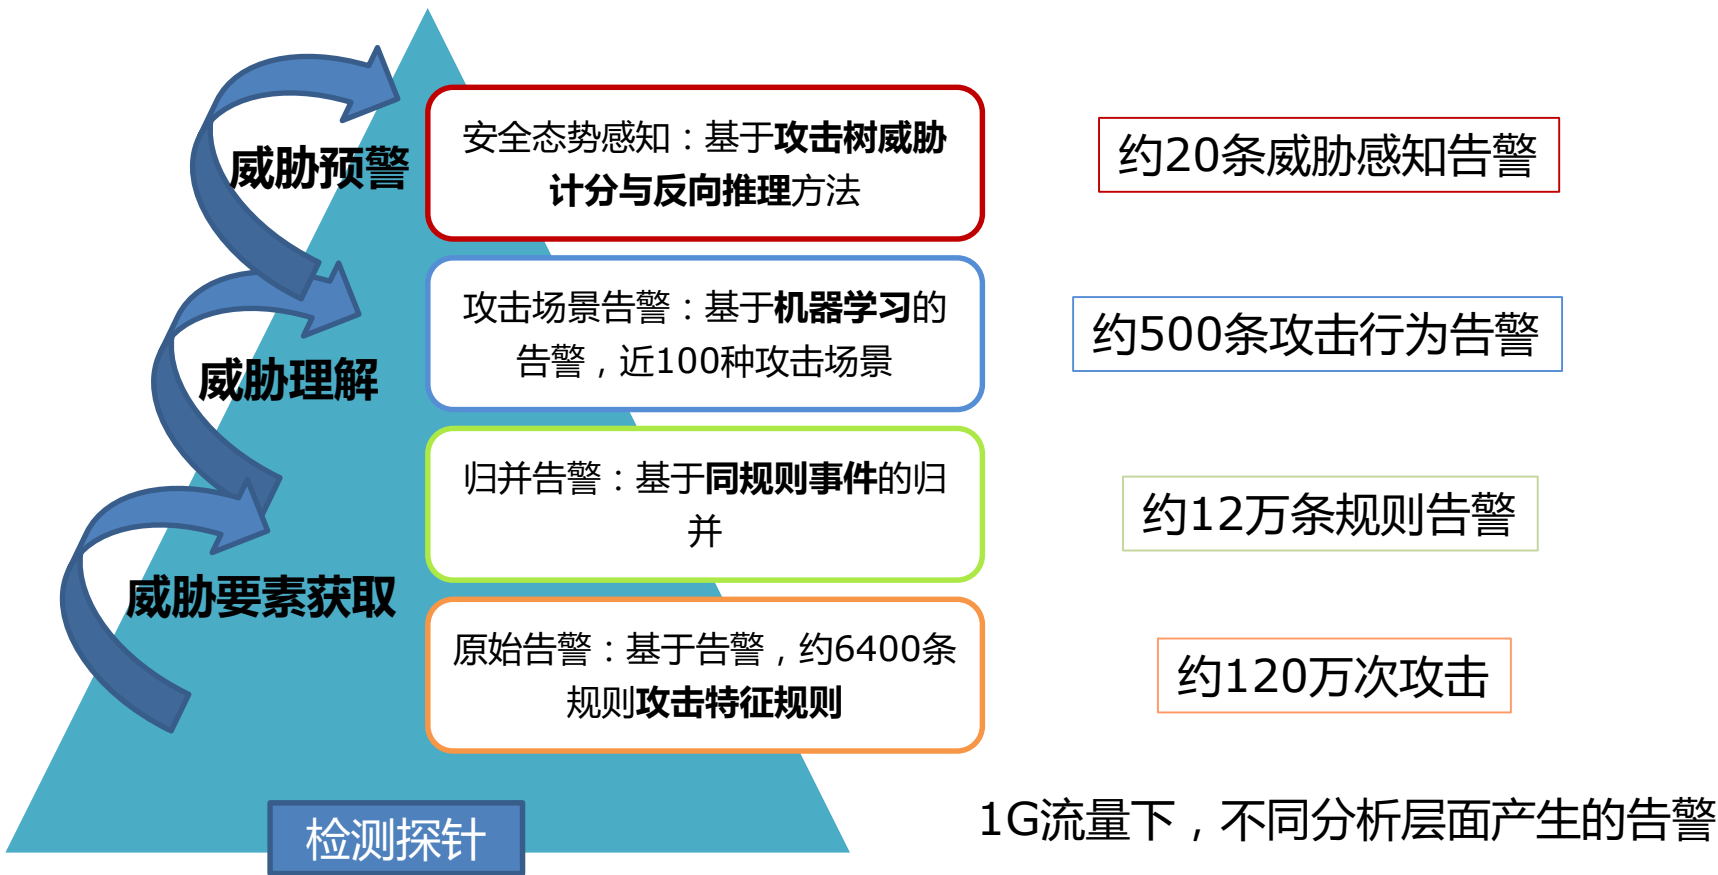 威胁预警
安全态势感知：基于攻击树威胁
计分与反向推理方法
约20条威胁感知告警
威胁理解
攻击场景告警：基于机器学习的
告警，近100种攻击场景
约500条攻击行为告警
归并告警：基于同规则事件的归
并
约12万条规则告警
威胁要素获取
原始告警：基于告警，约6400条
规则攻击特征规则
约120万次攻击
检测探针
1G流量下，不同分析层面产生的告警